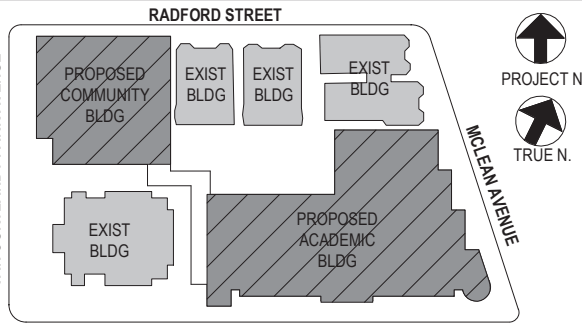 RADFORD STREET
PROPOSED
COMMUNITY
BLDG
EXIST
BLDG
EXIST
BLDG
EXIST
BLDG
PROJECT N.
TRUE N.
MCLEAN AVENUE
EXIST
BLDG
PROPOSED
ACADEMIC
BLDG